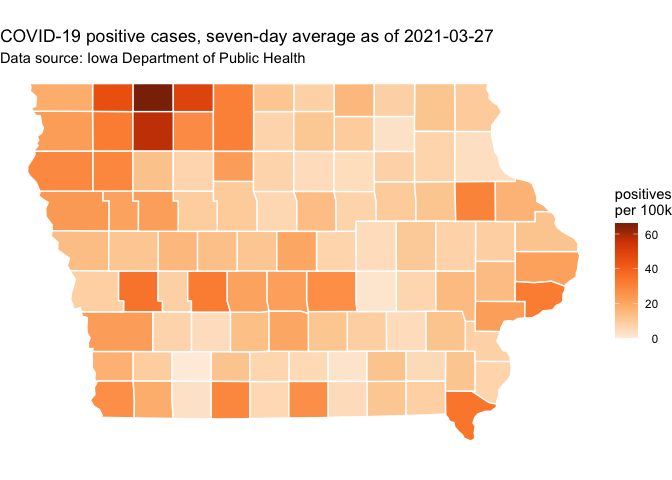 COVID-19 positive cases, seven-day average as of 2021-03-27
Data source: Iowa Department of Public Health
positives
per 100k
60
40
20
0